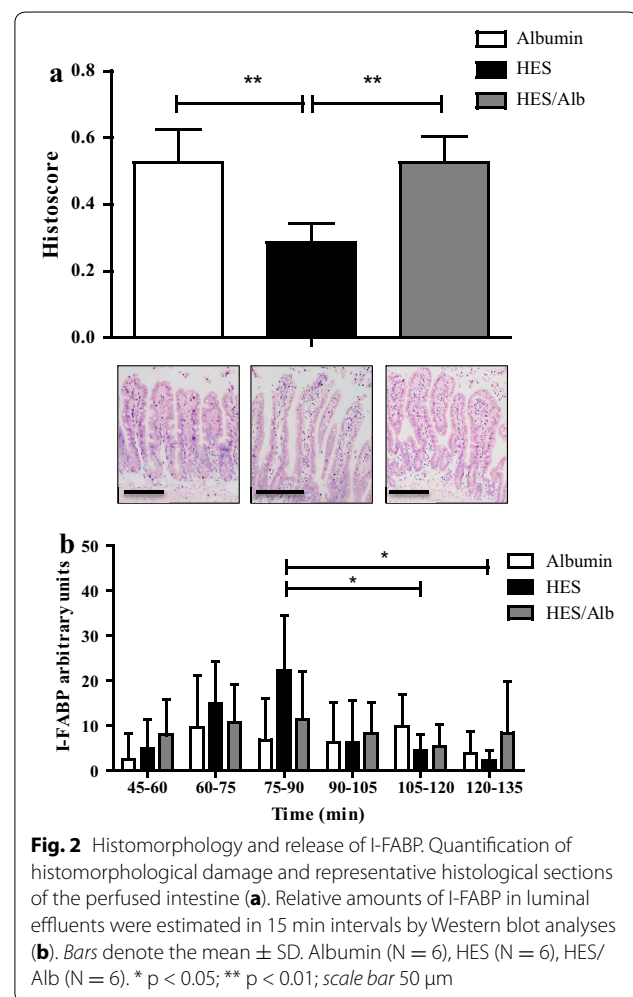 Albumin
HES
HES/Alb
a
**
**
0.8
0.6
0.4
0.2
0.0
Histoscore
b
50
40
30
20
10
0
I-FABP arbitrary units
*
*
Albumin
HES
HES/Alb
45-60 60-75 75-90 90-105 105-120 120-135
Time (min)
Fig. 2 Histomorphology and release of I-FABP. Quantification of
histomorphological damage and representative histological sections
of the perfused intestine (a). Relative amounts of I-FABP in luminal
effluents were estimated in 15 min intervals by Western blot analyses
(b). Bars denote the mean ± SD. Albumin (N = 6), HES (N = 6), HES/
Alb (N = 6). * p < 0.05; ** p < 0.01; scale bar 50 μm